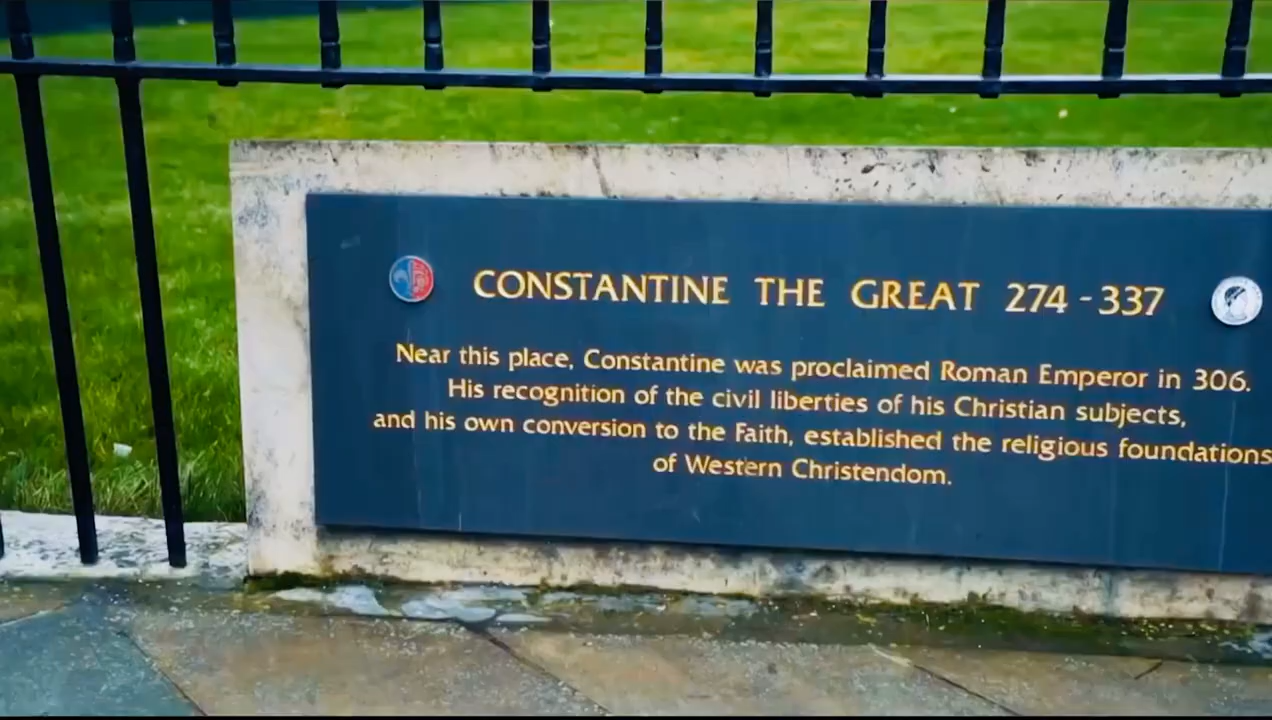 CONSTANTINE THE GREAT 274 - 337
Near this place, Constantine was proclaimed Roman Emperor in 306.
His recognition of the civil liberties of his Christian subjects,
and his own conversion to the Faith, established the religious foundations
of Western Christendom.